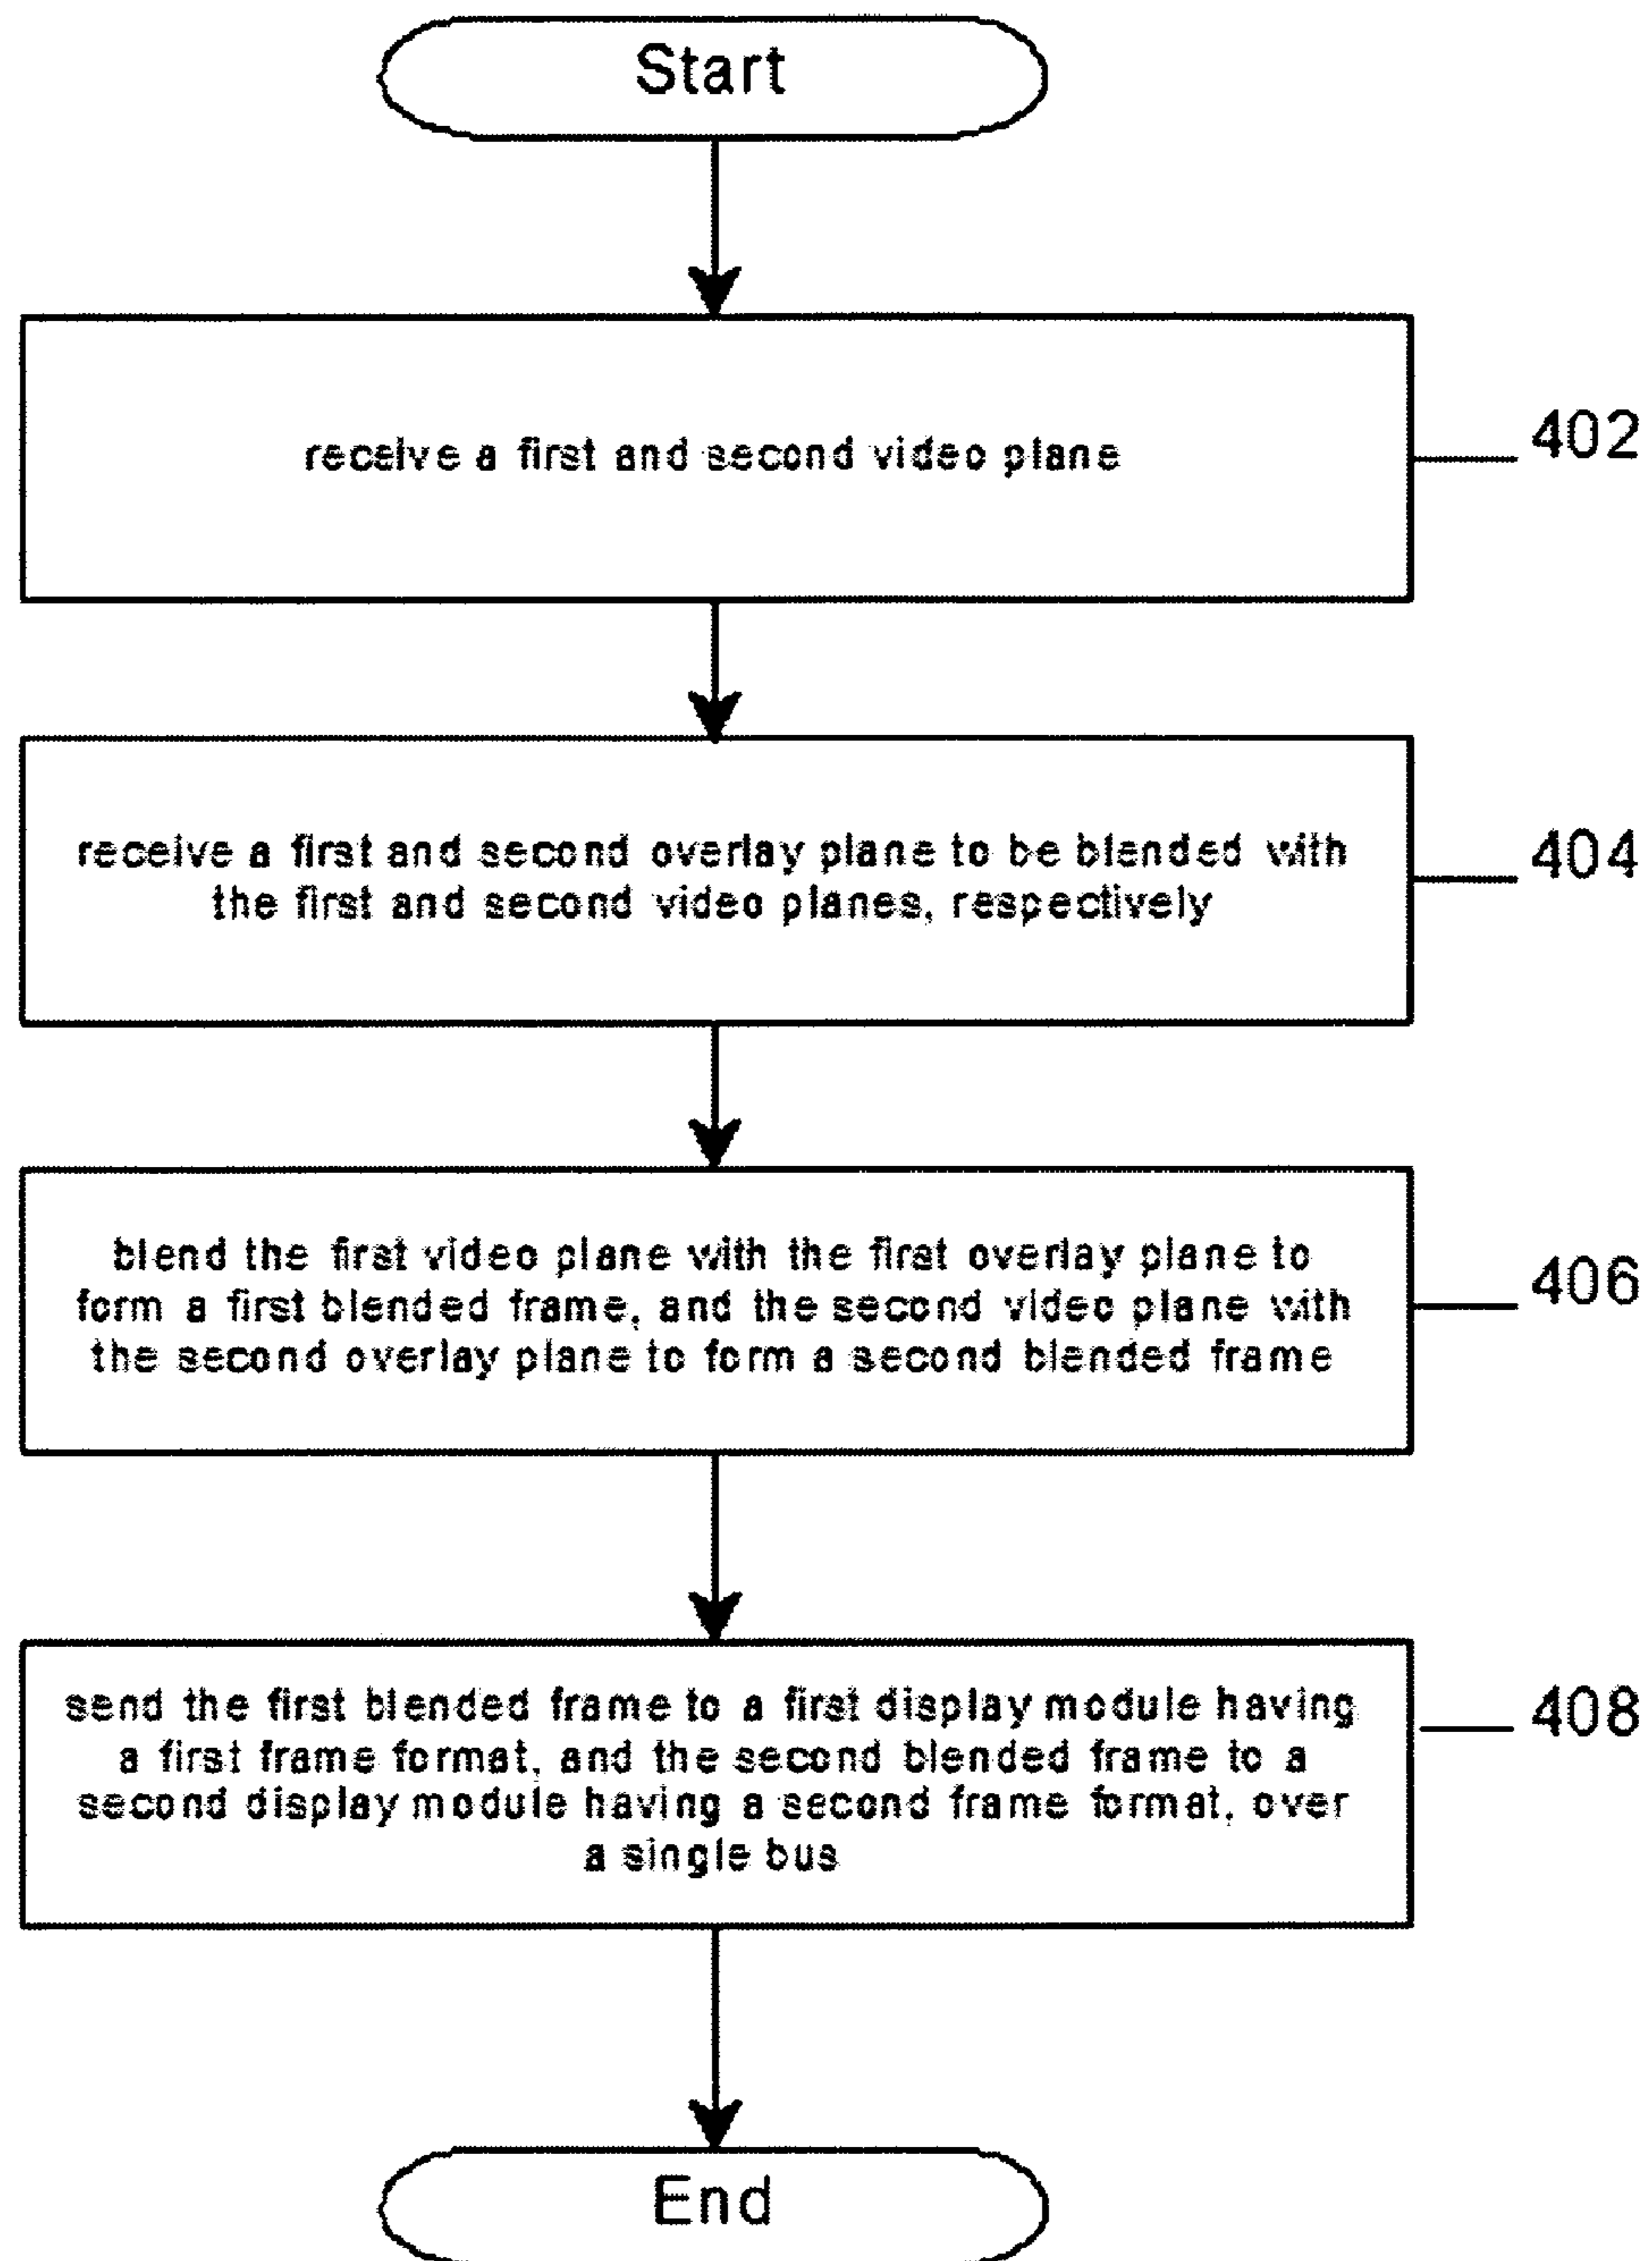 Start
receive a first and second video plane
402
receive a first and second overlay plane to be blended with
the first and second video planes, respectively
404
blend the first video plane with the first overlay plane to
form a first blended frame, and the second video plane with
the second overlay plane to form a second blended frame
406
send the first blended frame to a first display module having
a first frame format, and the second blended frame to a
second display module having a second frame format, over
a single bus
408
End